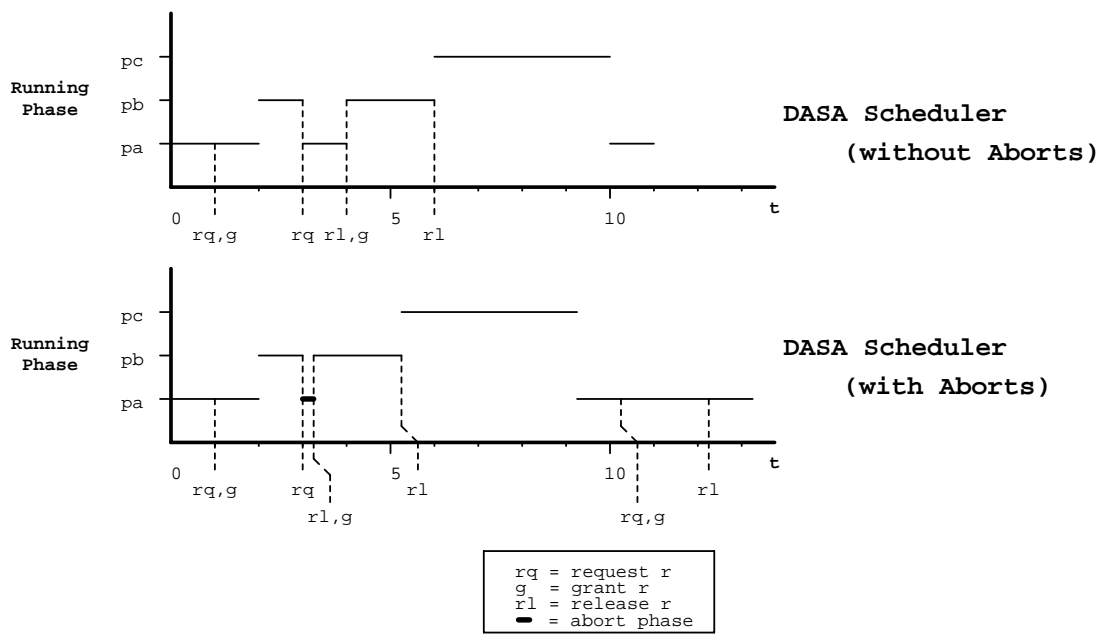 pc
Running
Phase
pb
pa
DASA Scheduler
(without Aborts)
0
5
10
t
rq,g
rq
rl,g
rl
pc
Running
Phase
pb
pa
DASA Scheduler
(with Aborts)
0
5
10
t
rq,g
rq
rl
rl
rl,g
rq,g
rq = request r
g = grant r
rl = release r
= abort phase